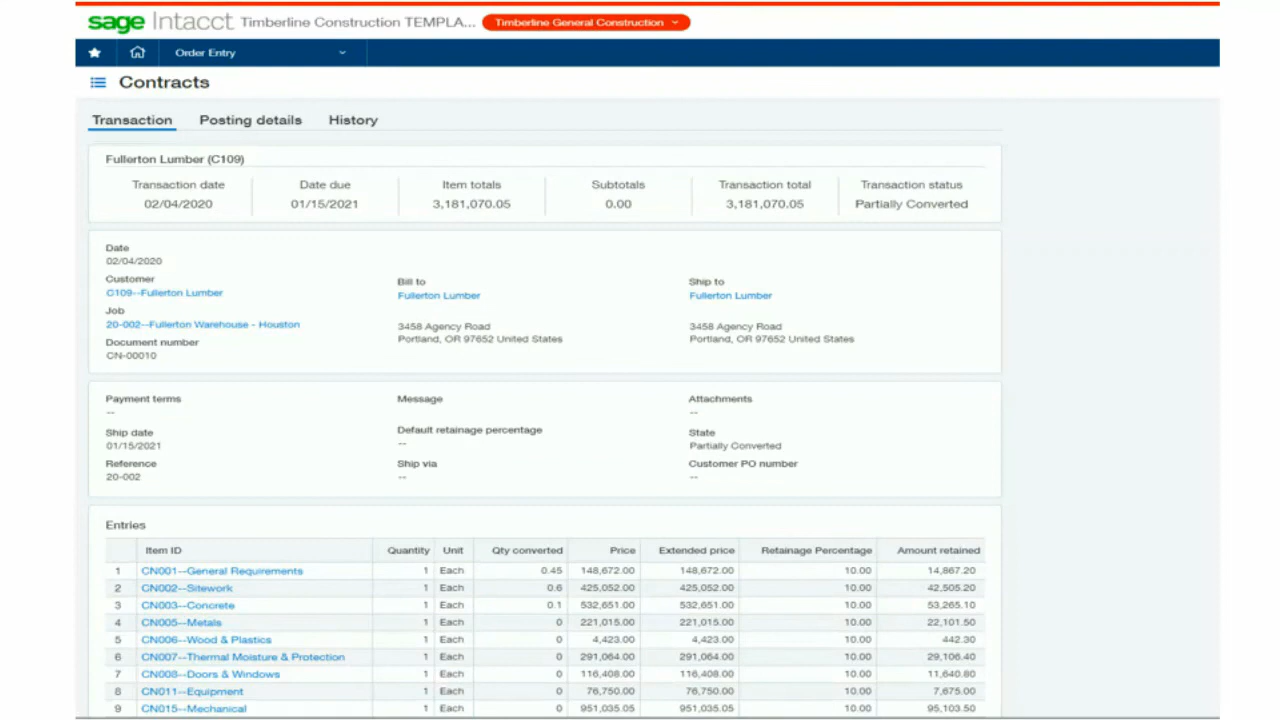 sage Intacct Timberline Construction TEMPLA... Timberline General Construction
Order Entry
Contracts
Transaction Posting details History
Fullerton Lumber (C109)
Transaction date Date due Item totals Subtotals Transaction total Transaction status
02/04/2020 01/15/2021 3,181,070.05 0.00 3,181,070.05 Partially Converted
Date
02/04/2020
Customer
C109--Fullerton Lumber
Job
20-002--Fullerton Warehouse - Houston
Document number
CN-00010
Bill to
Fullerton Lumber
3458 Agency Road
Portland, OR 97652 United States
Ship to
Fullerton Lumber
3458 Agency Road
Portland, OR 97652 United States
Payment terms
--
Ship date
01/15/2021
Reference
20-002
Message
Default retainage percentage
--
Ship via
--
Attachments
--
State
Partially Converted
Customer PO number
--
Entries
Item ID Quantity Unit Qty converted Price Extended price Retainage Percentage Amount retained
1 CN001--General Requirements 1 Each 0.45 148,672.00 148,672.00 10.00 14,867.20
2 CN002--Sitework 1 Each 0.6 425,052.00 425,052.00 10.00 42,505.20
3 CN003--Concrete 1 Each 0.1 532,651.00 532,651.00 10.00 53,265.10
4 CN005--Metals 1 Each 0 221,015.00 221,015.00 10.00 22,101.50
5 CN006--Wood & Plastics 1 Each 0 4,423.00 4,423.00 10.00 442.30
6 CN007--Thermal Moisture & Protection 1 Each 0 291,064.00 291,064.00 10.00 29,106.40
7 CN008--Doors & Windows 1 Each 0 116,408.00 116,408.00 10.00 11,640.80
8 CN011--Equipment 1 Each 0 76,750.00 76,750.00 10.00 7,675.00
9 CN015--Mechanical 1 Each 0 951,035.05 951,035.05 10.00 95,103.50